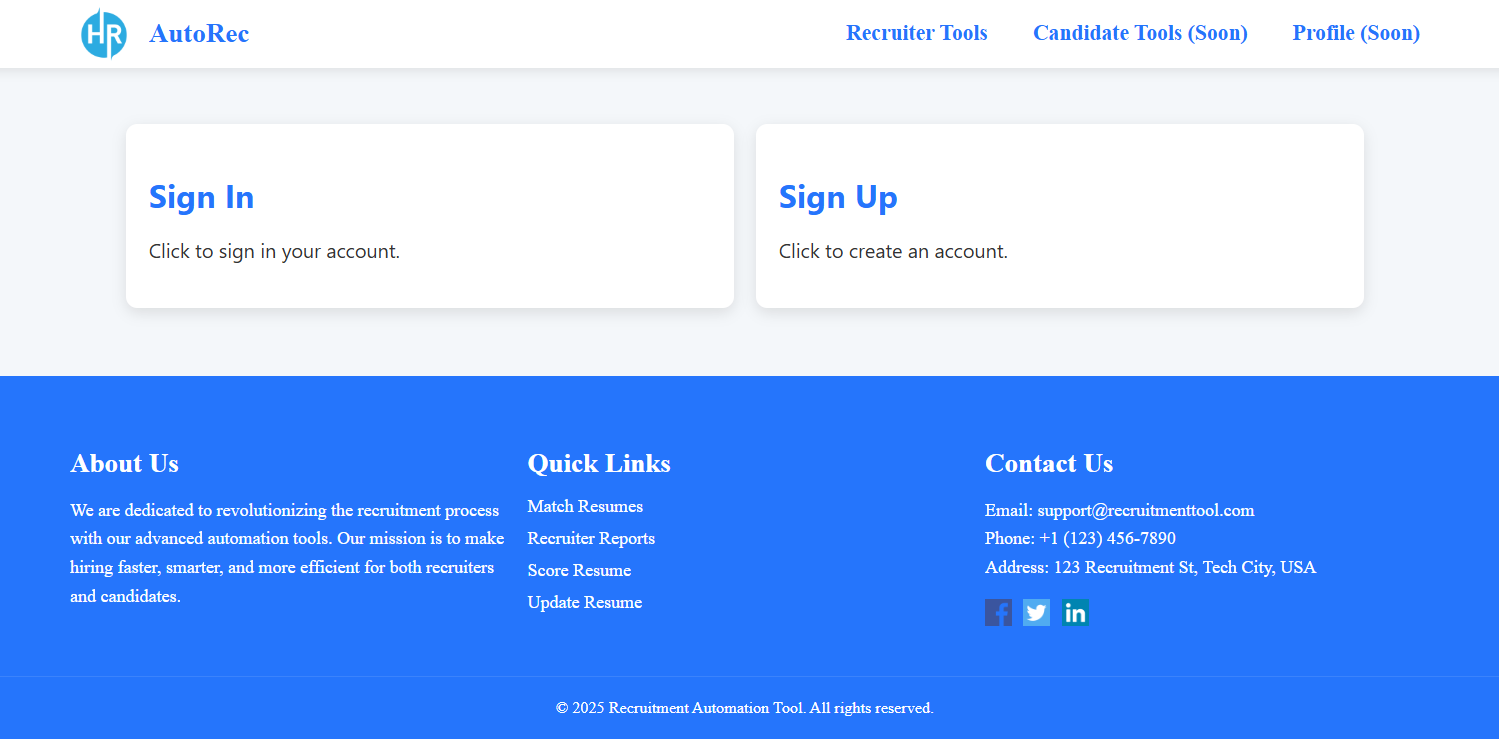 HR
AutoRec
Recruiter Tools
Candidate Tools (Soon)
Profile (Soon)
Sign In
Click to sign in your account.
Sign Up
Click to create an account.
About Us
We are dedicated to revolutionizing the recruitment process
with our advanced automation tools. Our mission is to make
hiring faster, smarter, and more efficient for both recruiters
and candidates.
Quick Links
Match Resumes
Recruiter Reports
Score Resume
Update Resume
Contact Us
Email: support@recruitmenttool.com
Phone: +1 (123) 456-7890
Address: 123 Recruitment St, Tech City, USA
f
in
© 2025 Recruitment Automation Tool. All rights reserved.